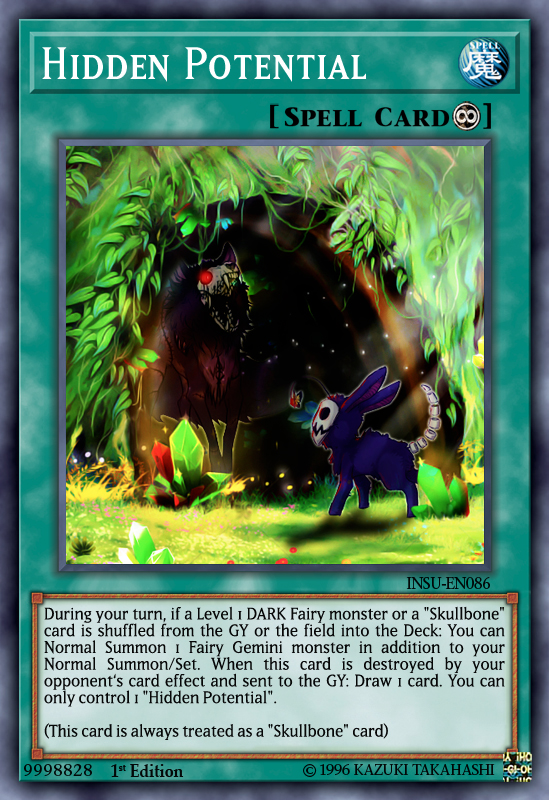 HIDDEN POTENTIAL
SPELL
魔
[SPELL CARD]
INSU-EN086
During your turn, if a Level 1 DARK Fairy monster or a "Skullbone"
card is shuffled from the GY or the field into the Deck: You can
Normal Summon 1 Fairy Gemini monster in addition to your
Normal Summon/Set. When this card is destroyed by your
opponent's card effect and sent to the GY: Draw 1 card. You can
only control 1 "Hidden Potential".
(This card is always treated as a "Skullbone" card)
9998828 1st Edition © 1996 KAZUKI TAKAHASHI